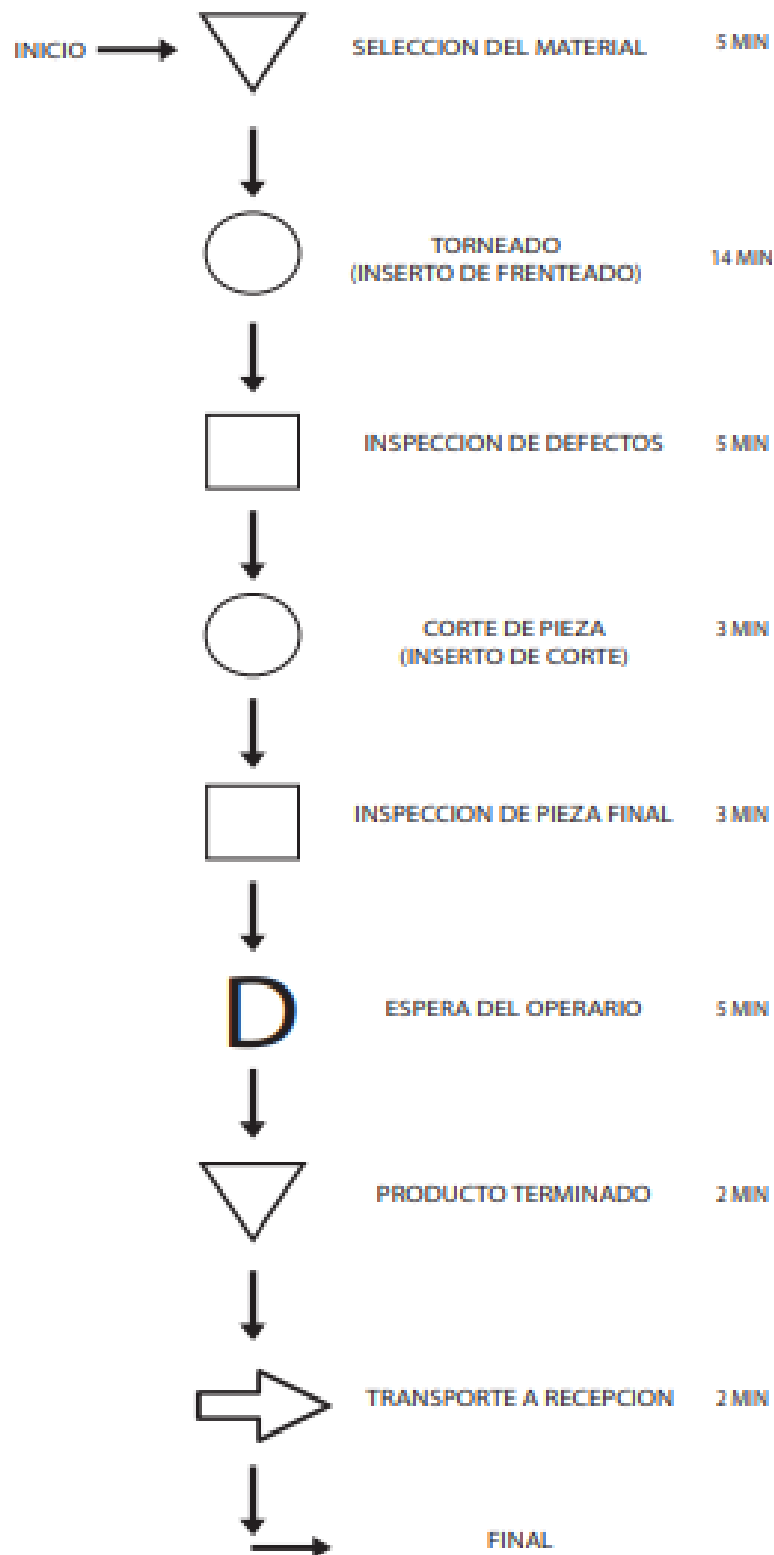 INICIO
SELECCION DEL MATERIAL
5 MIN
TORNEADO
(INSERTO DE FRENTEADO)
14 MIN
INSPECCION DE DEFECTOS
5 MIN
CORTE DE PIEZA
(INSERTO DE CORTE)
3 MIN
INSPECCION DE PIEZA FINAL
3 MIN
D
ESPERA DEL OPERARIO
5 MIN
PRODUCTO TERMINADO
2 MIN
TRANSPORTE A RECEPCION
2 MIN
FINAL